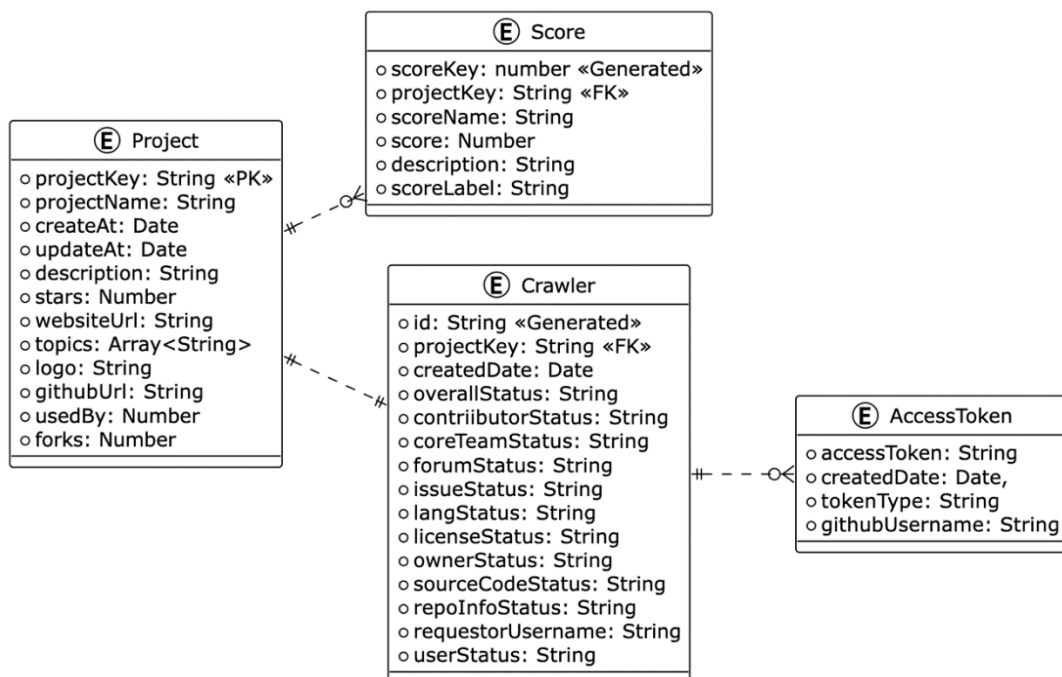 E Project
projectKey: String «PK»
projectName: String
createAt: Date
updateAt: Date
description: String
stars: Number
websiteUrl: String
topics: Array<String>
logo: String
githubUrl: String
usedBy: Number
forks: Number
E Score
scoreKey: number «Generated»
projectKey: String «FK»
scoreName: String
score: Number
description: String
scoreLabel: String
E Crawler
id: String «Generated»
projectKey: String «FK»
createdDate: Date
overallStatus: String
contriibutorStatus: String
coreTeamStatus: String
forumStatus: String
issueStatus: String
langStatus: String
licenseStatus: String
ownerStatus: String
sourceCodeStatus: String
repoInfoStatus: String
requestorUsername: String
userStatus: String
E AccessToken
accessToken: String
createdDate: Date,
tokenType: String
githubUsername: String